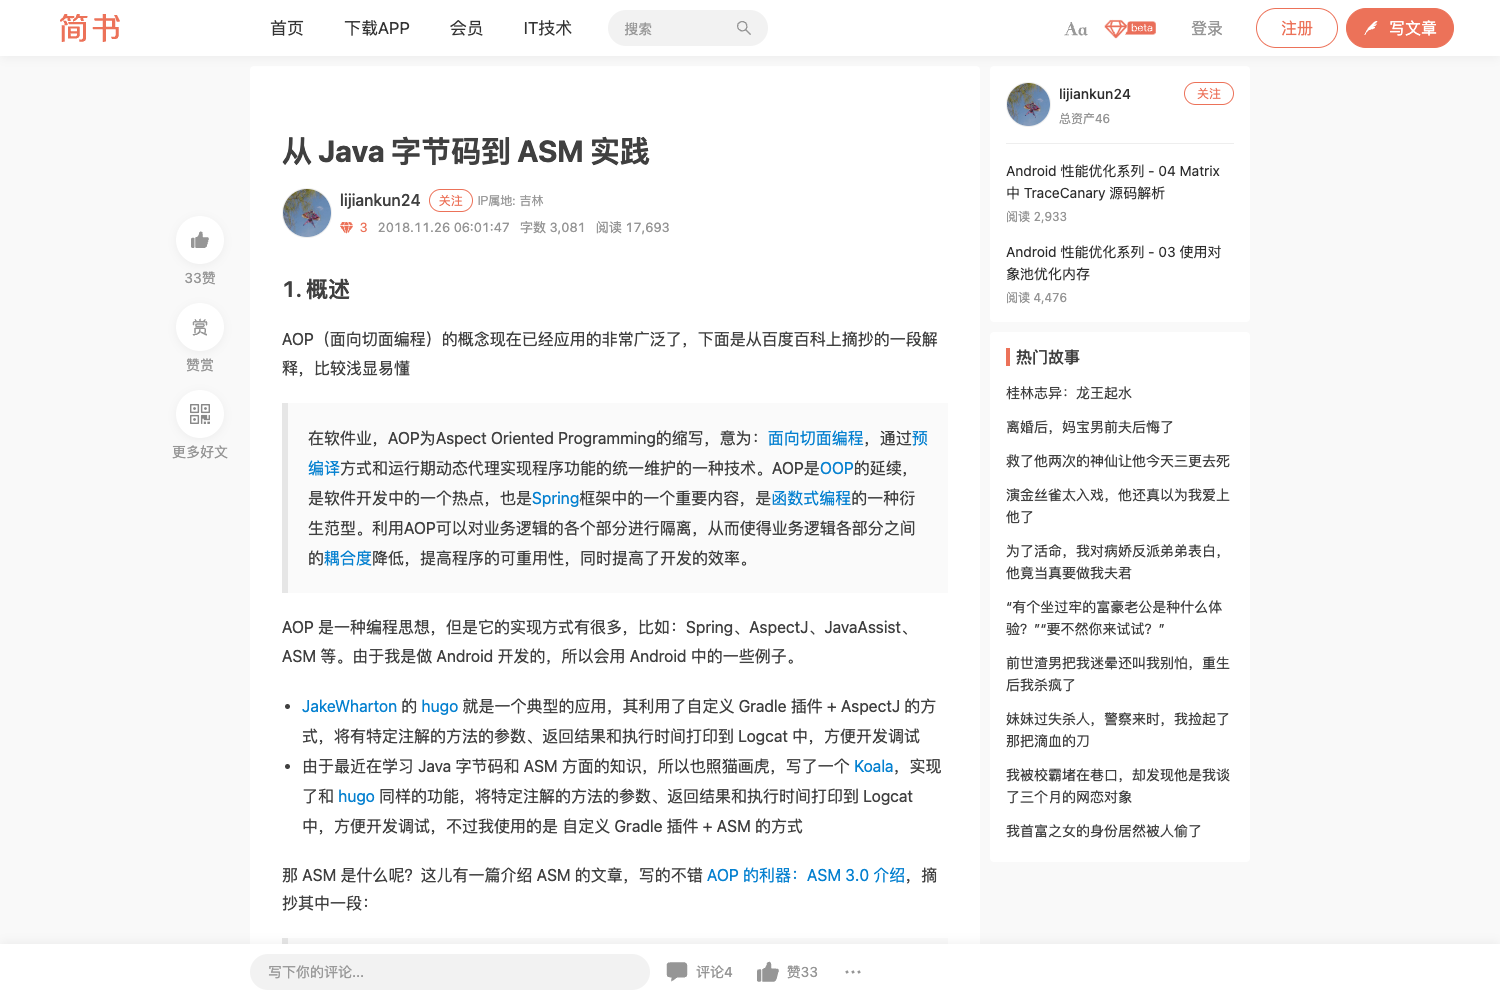 简书
首页
下载APP
会员
IT技术
搜索
Aa
beta
登录
注册
写文章
从 Java 字节码到 ASM 实践
lijiankun24
关注
IP属地: 吉林
3
2018.11.26 06:01:47
字数 3,081
阅读 17,693
33赞
赏
赞赏
更多好文
1. 概述
AOP（面向切面编程）的概念现在已经应用的非常广泛了，下面是从百度百科上摘抄的一段解
释，比较浅显易懂
在软件业，AOP为Aspect Oriented Programming的缩写，意为：面向切面编程，通过预
编译方式和运行期动态代理实现程序功能的统一维护的一种技术。AOP是OOP的延续，
是软件开发中的一个热点，也是Spring框架中的一个重要内容，是函数式编程的一种衍
生范型。利用AOP可以对业务逻辑的各个部分进行隔离，从而使得业务逻辑各部分之间
的耦合度降低，提高程序的可重用性，同时提高了开发的效率。
AOP 是一种编程思想，但是它的实现方式有很多，比如：Spring、AspectJ、JavaAssist、
ASM 等。由于我是做 Android 开发的，所以会用 Android 中的一些例子。
• JakeWharton 的 hugo 就是一个典型的应用，其利用了自定义 Gradle 插件 + AspectJ 的方
式，将有特定注解的方法的参数、返回结果和执行时间打印到 Logcat 中，方便开发调试
• 由于最近在学习 Java 字节码和 ASM 方面的知识，所以也照猫画虎，写了一个 Koala，实现
了和 hugo 同样的功能，将特定注解的方法的参数、返回结果和执行时间打印到 Logcat
中，方便开发调试，不过我使用的是 自定义 Gradle 插件 + ASM 的方式
那 ASM 是什么呢？这儿有一篇介绍 ASM 的文章，写的不错 AOP 的利器：ASM 3.0 介绍，摘
抄其中一段：
lijiankun24
关注
总资产46
Android 性能优化系列 - 04 Matrix
中 TraceCanary 源码解析
阅读 2,933
Android 性能优化系列 - 03 使用对
象池优化内存
阅读 4,476
热门故事
桂林志异：龙王起水
离婚后，妈宝男前夫后悔了
救了他两次的神仙让他今天三更去死
演金丝雀太入戏，他还真以为我爱上
他了
为了活命，我对病娇反派弟弟表白，
他竟当真要做我夫君
“有个坐过牢的富豪老公是种什么体
验？”“要不然你来试试？”
前世渣男把我迷晕还叫我别怕，重生
后我杀疯了
妹妹过失杀人，警察来时，我捡起了
那把滴血的刀
我被校霸堵在巷口，却发现他是我谈
了三个月的网恋对象
我首富之女的身份居然被人偷了
写下你的评论...
评论4
赞33